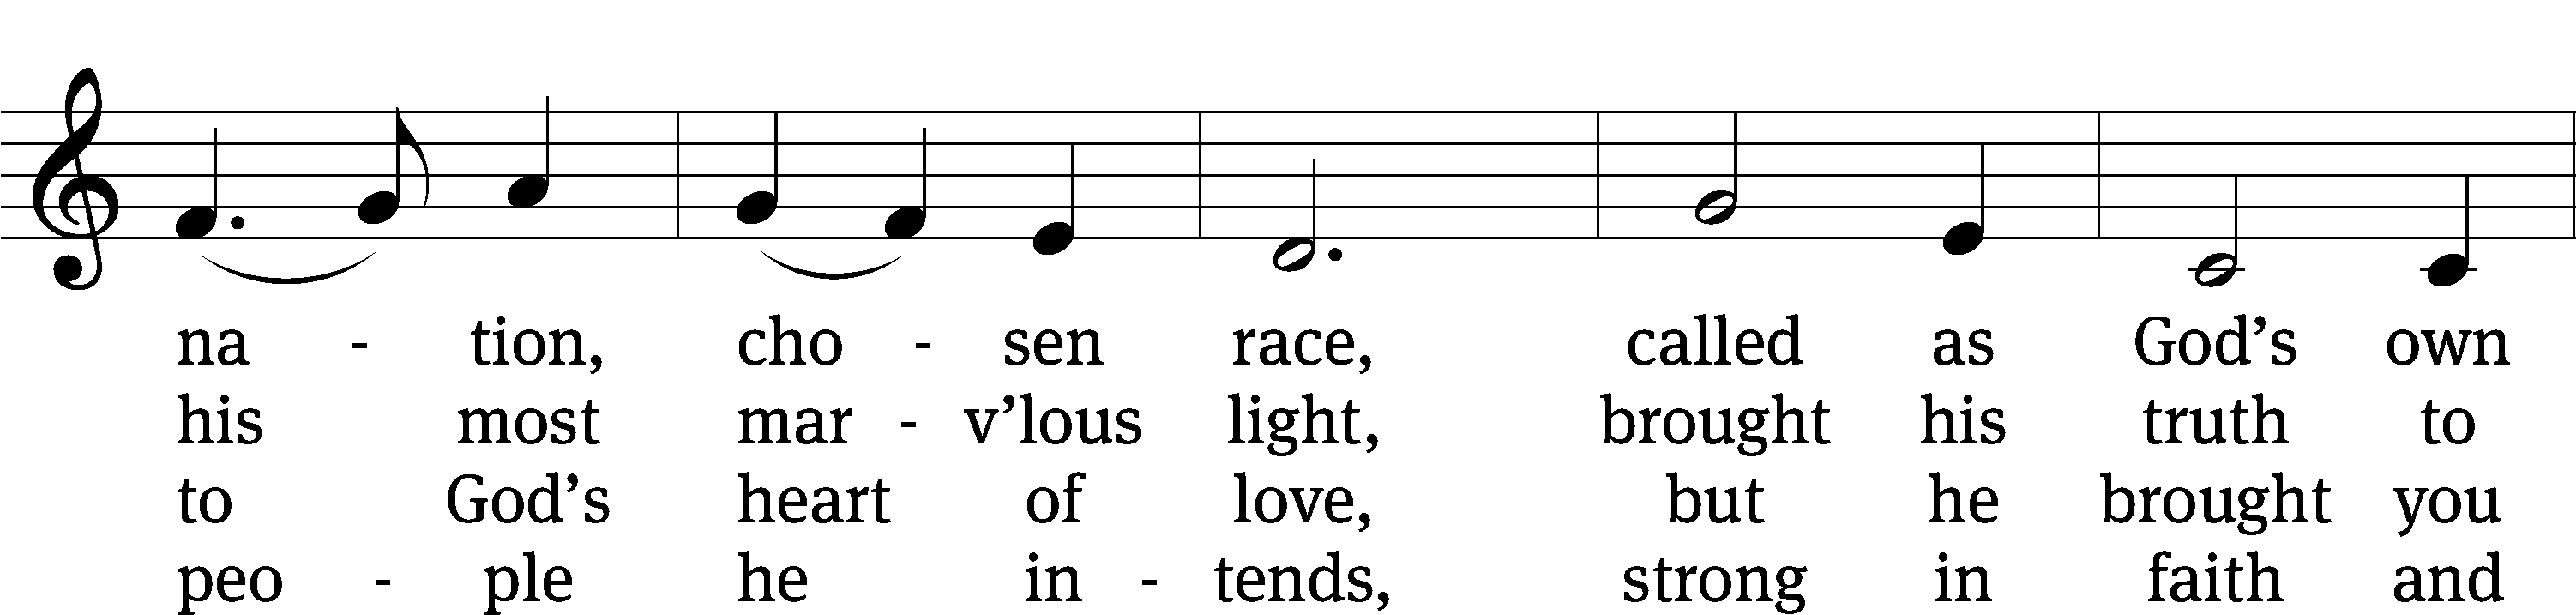 na - tion, cho - sen race, called as God’s own
his most mar - v’lous light, brought his truth to
to God’s heart of love, but he brought you
peo - ple he in - tends, strong in faith and